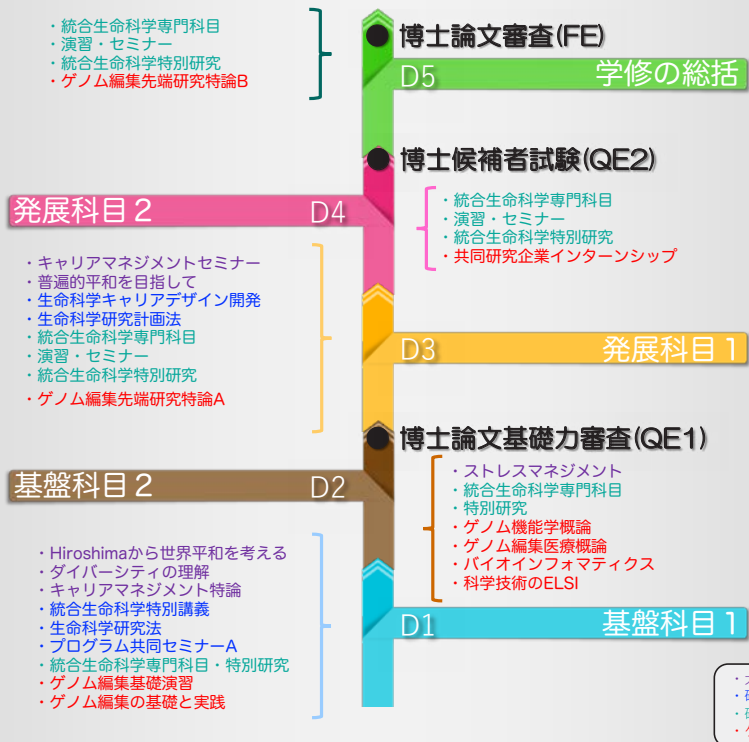 ・統合生命科学専門科目
・演習・セミナー
・統合生命科学特別研究
・ゲノム編集先端研究特論B
博士論文審査(FE)
D5 学修の総括
博士候補者試験(QE2)
発展科目2 D4
・統合生命科学専門科目
・演習・セミナー
・統合生命科学特別研究
・共同研究企業インターンシップ
・キャリアマネジメントセミナー
・普遍的平和を目指して
・生命科学キャリアデザイン開発
・生命科学研究計画法
・統合生命科学専門科目
・演習・セミナー
・統合生命科学特別研究
・ゲノム編集先端研究特論A
D3 発展科目1
博士論文基礎力審査(QE1)
基盤科目2 D2
・ストレスマネジメント
・統合生命科学専門科目
・特別研究
・ゲノム機能学概論
・ゲノム編集医療概論
・バイオインフォマティクス
・科学技術のELSI
・Hiroshimaから世界平和を考える
・ダイバーシティの理解
・キャリアマネジメント特論
・統合生命科学特別講義
・生命科学研究法
・プログラム共同セミナーA
・統合生命科学専門科目・特別研究
・ゲノム編集基礎演習
・ゲノム編集の基礎と実践
D1 基盤科目1